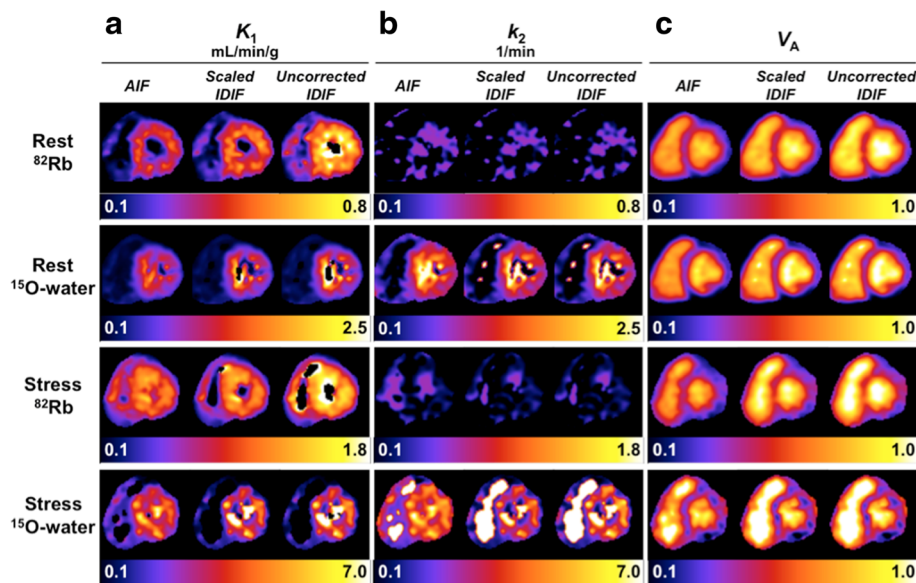 a
K₁
mL/min/g
b
k₂
1/min
c
V_A
AIF Scaled IDIF Uncorrected IDIF
AIF Scaled IDIF Uncorrected IDIF
AIF Scaled IDIF Uncorrected IDIF
Rest
⁸²Rb
0.1 0.8 0.1 0.8 0.1 1.0
Rest
¹⁵O-water
0.1 2.5 0.1 2.5 0.1 1.0
Stress
⁸²Rb
0.1 1.8 0.1 1.8 0.1 1.0
Stress
¹⁵O-water
0.1 7.0 0.1 7.0 0.1 1.0